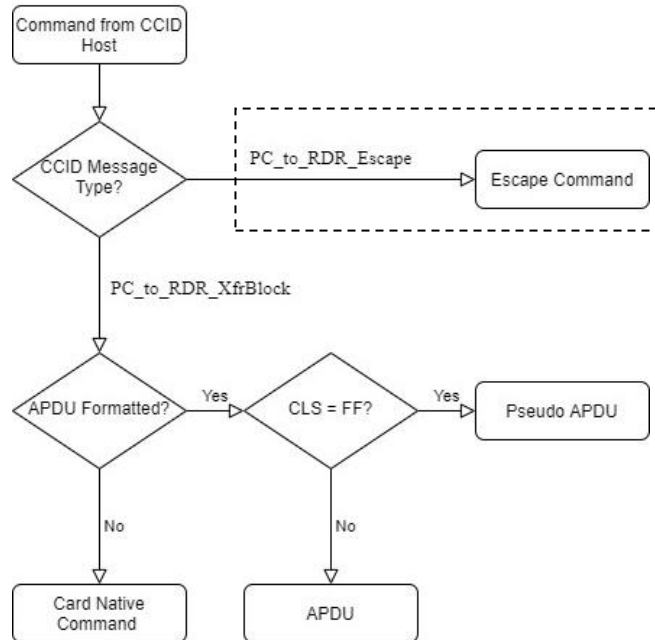 Command from CCID
Host
CCID Message
Type?
PC_to_RDR_Escape
Escape Command
PC_to_RDR_XfrBlock
APDU Formatted?
Yes
CLS = FF?
Yes
Pseudo APDU
No
No
Card Native
Command
APDU